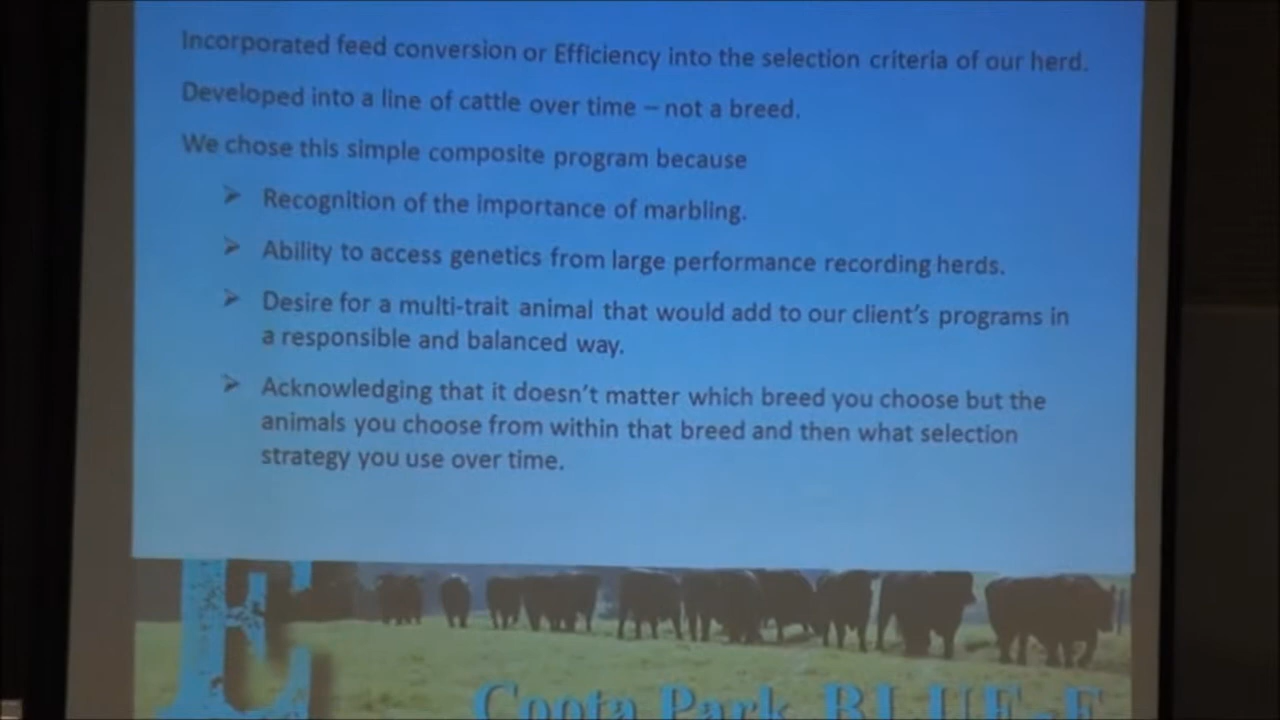 Incorporated feed conversion or Efficiency into the selection criteria of our herd.
Developed into a line of cattle over time – not a breed.
We chose this simple composite program because
➤ Recognition of the importance of marbling.
➤ Ability to access genetics from large performance recording herds.
➤ Desire for a multi-trait animal that would add to our client's programs in
a responsible and balanced way.
➤ Acknowledging that it doesn't matter which breed you choose but the
animals you choose from within that breed and then what selection
strategy you use over time.
E
Coota Park BLUE-E